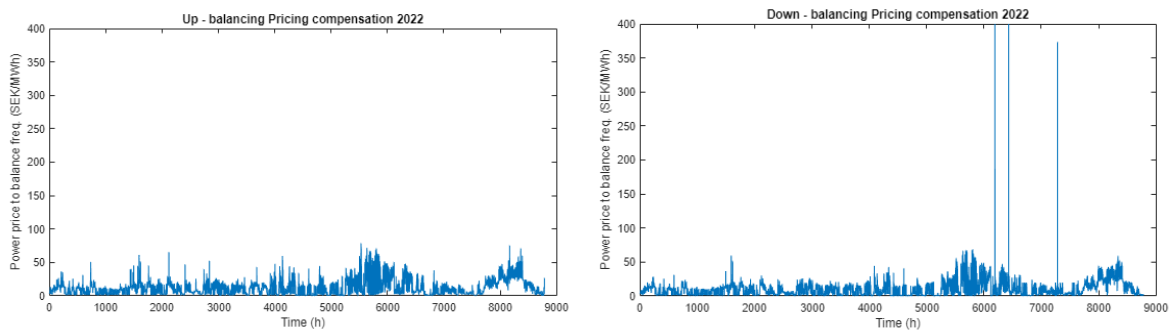 Up - balancing Pricing compensation 2022
Power price to balance freq. (SEK/MWh)
400
350
300
250
200
150
100
50
0
0 1000 2000 3000 4000 5000 6000 7000 8000 9000
Time (h)
Down - balancing Pricing compensation 2022
Power price to balance freq. (SEK/MWh)
400
350
300
250
200
150
100
50
0
0 1000 2000 3000 4000 5000 6000 7000 8000 9000
Time (h)